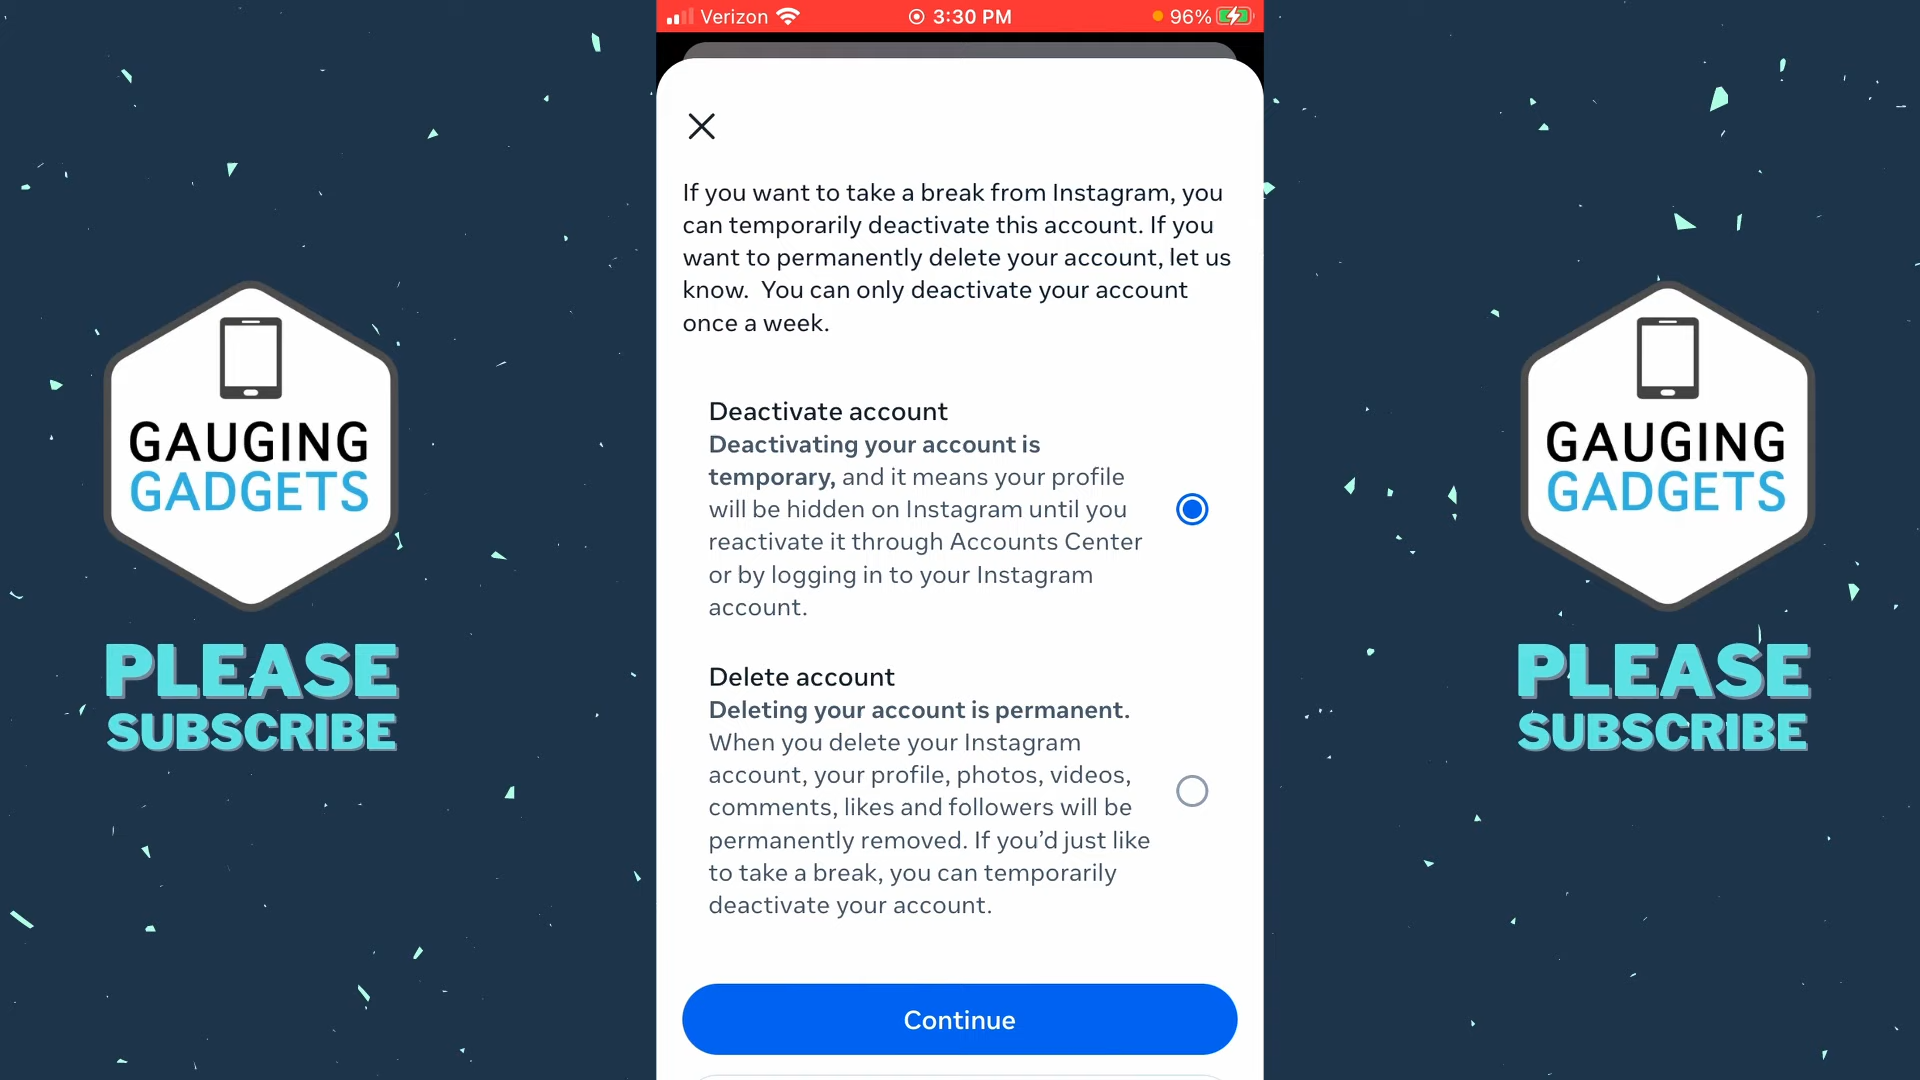 Verizon 3:30 PM 96%
If you want to take a break from Instagram, you
can temporarily deactivate this account. If you
want to permanently delete your account, let us
know.  You can only deactivate your account
once a week.
Deactivate account
Deactivating your account is
temporary, and it means your profile
will be hidden on Instagram until you
reactivate it through Accounts Center
or by logging in to your Instagram
account.
Delete account
Deleting your account is permanent.
When you delete your Instagram
account, your profile, photos, videos,
comments, likes and followers will be
permanently removed. If you’d just like
to take a break, you can temporarily
deactivate your account.
Continue
GAUGING
GADGETS
PLEASE
SUBSCRIBE
GAUGING
GADGETS
PLEASE
SUBSCRIBE